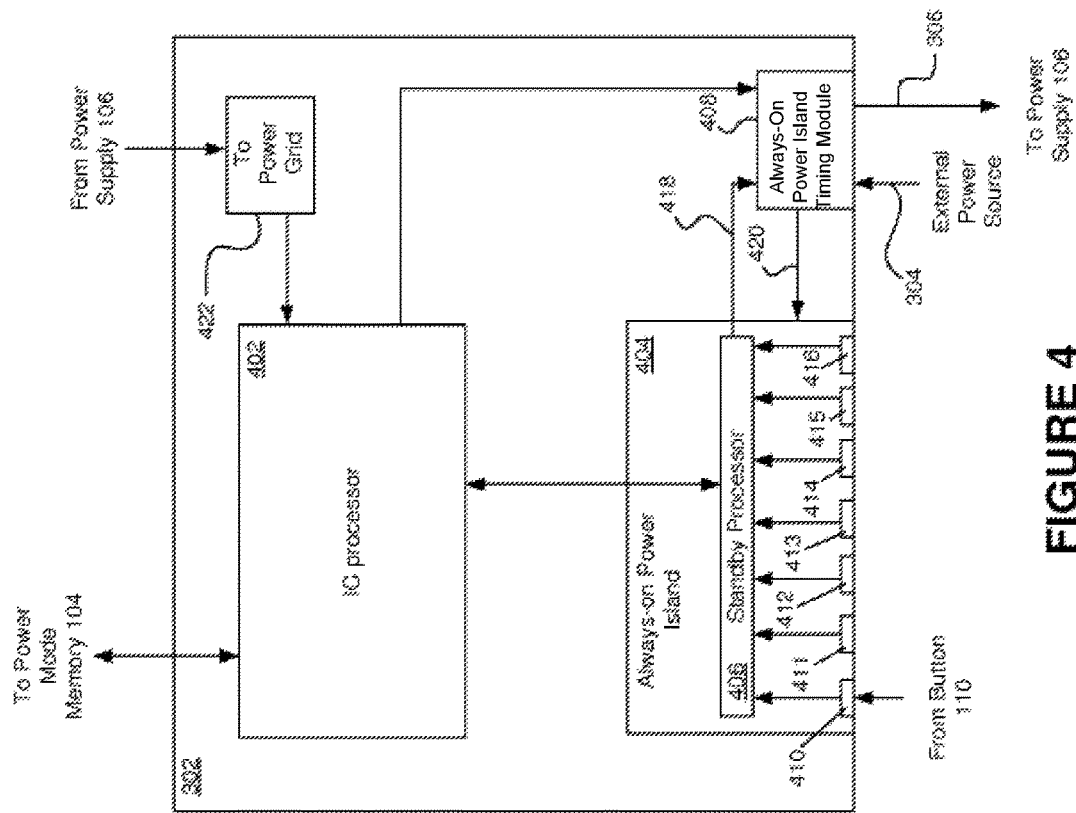 To Power
Mode
Memory 104
From Power
Supply 106
302
402
IC processor
422
To
Power
Grid
404
Always-on Power
Island
406
Standby Processor
418
420
408
Always-On
Power Island
Timing Module
410
411
412
413
414
415
416
From Button
110
304
External
Power
Source
306
To Power
Supply 106
FIGURE 4